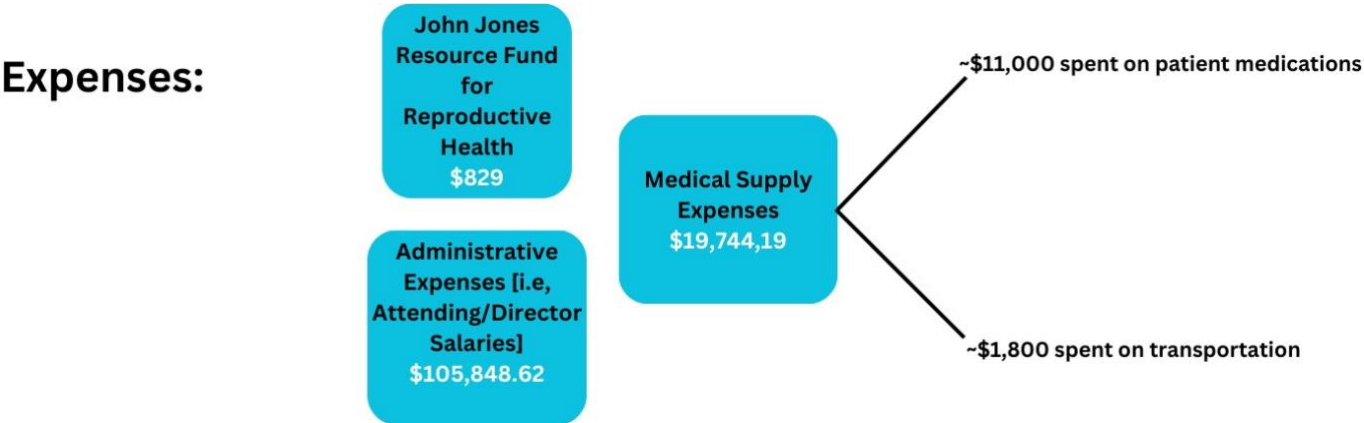 Expenses:
John Jones
Resource Fund
for
Reproductive
Health
$829
Administrative
Expenses [i.e,
Attending/Director
Salaries]
$105,848.62
Medical Supply
Expenses
$19,744,19
~$11,000 spent on patient medications
~$1,800 spent on transportation